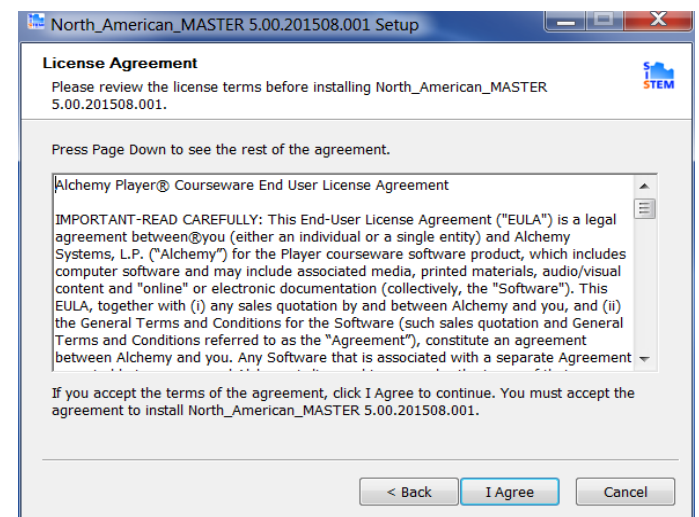 North_American_MASTER 5.00.201508.001 Setup
License Agreement
Please review the license terms before installing North_American_MASTER
5.00.201508.001.
S
i
STEM
Press Page Down to see the rest of the agreement.
Alchemy Player® Courseware End User License Agreement
IMPORTANT-READ CAREFULLY: This End-User License Agreement ("EULA") is a legal
agreement between®you (either an individual or a single entity) and Alchemy
Systems, L.P. (“Alchemy”) for the Player courseware software product, which includes
computer software and may include associated media, printed materials, audio/visual
content and "online" or electronic documentation (collectively, the "Software"). This
EULA, together with (i) any sales quotation by and between Alchemy and you, and (ii)
the General Terms and Conditions for the Software (such sales quotation and General
Terms and Conditions referred to as the “Agreement”), constitute an agreement
between Alchemy and you. Any Software that is associated with a separate Agreement
If you accept the terms of the agreement, click I Agree to continue. You must accept the
agreement to install North_American_MASTER 5.00.201508.001.
< Back
I Agree
Cancel